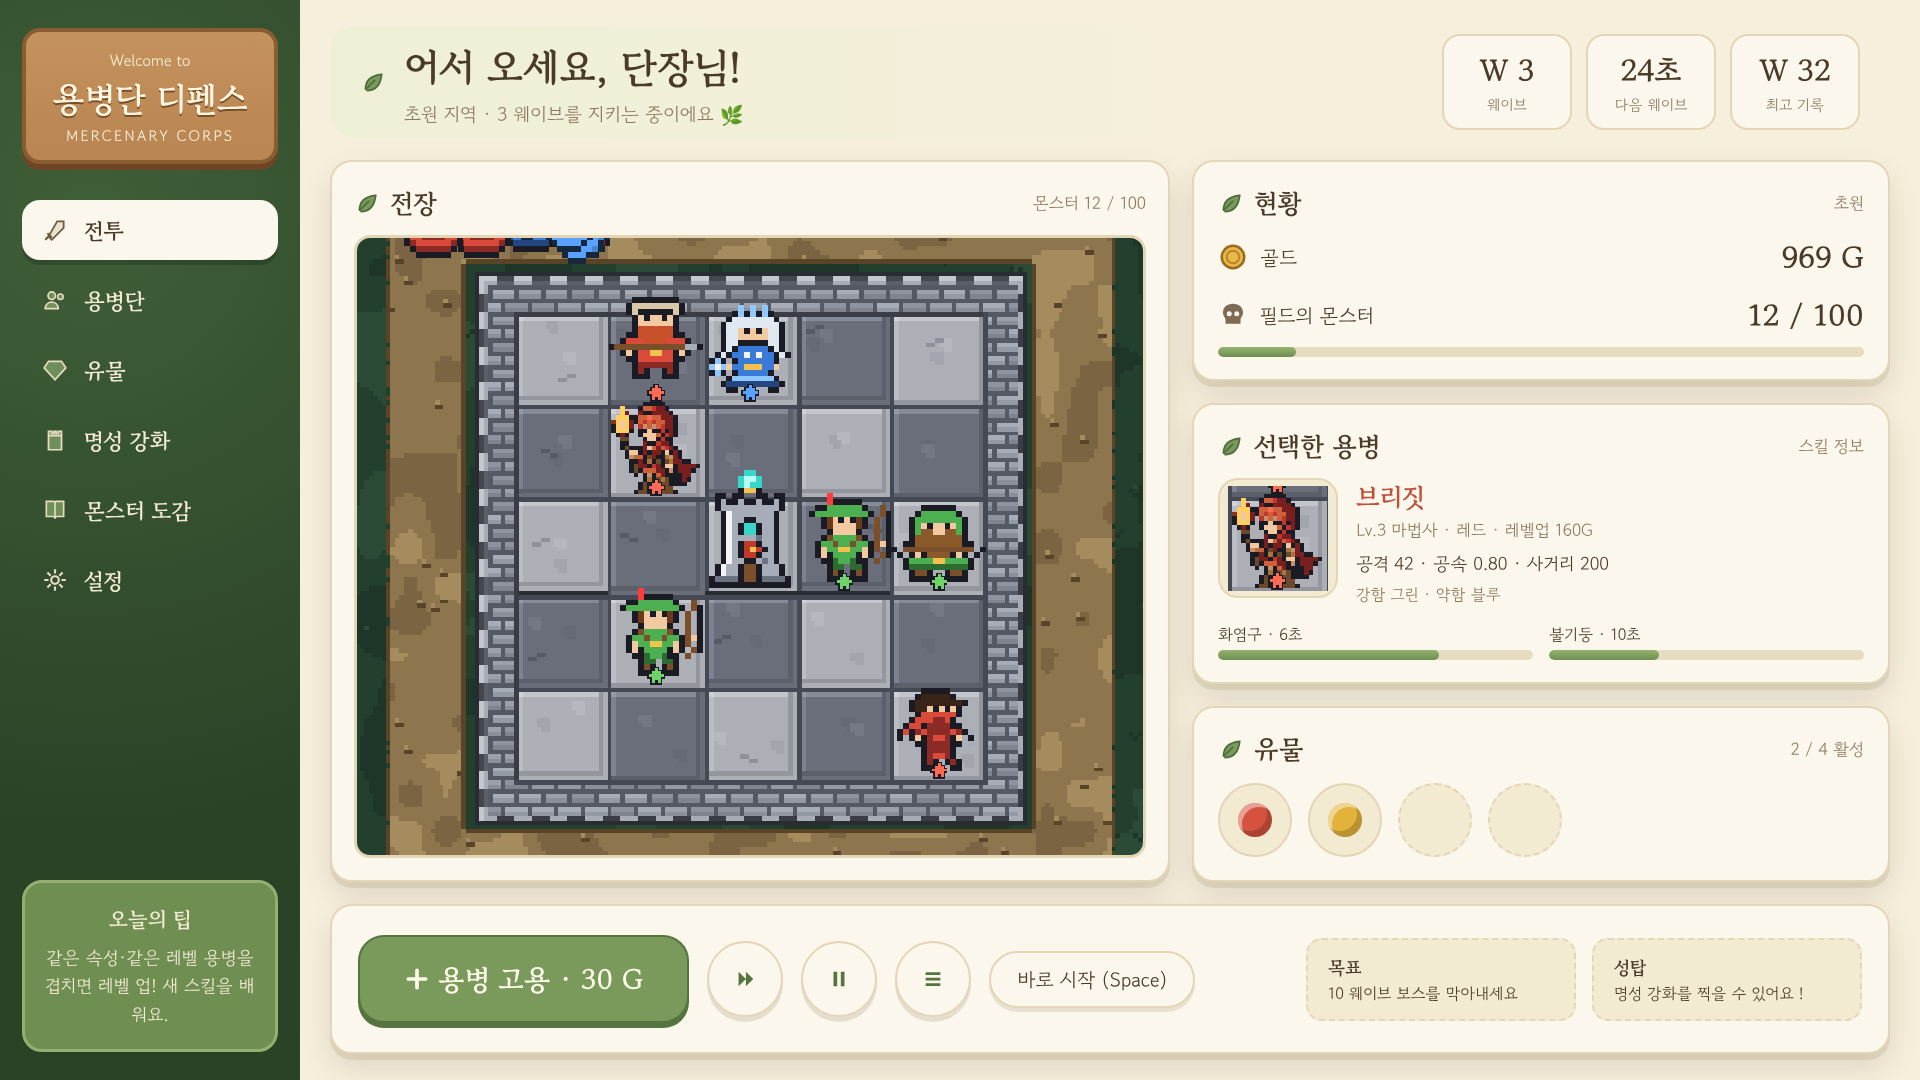 Welcome to
용병단 디펜스
MERCENARY CORPS
전투
용병단
유물
명성 강화
몬스터 도감
설정
오늘의 팁
같은 속성·같은 레벨 용병을
겹치면 레벨 업! 새 스킬을 배
워요.
어서 오세요, 단장님!
초원 지역 · 3 웨이브를 지키는 중이에요
W 3
웨이브
24초
다음 웨이브
W 32
최고 기록
전장
몬스터 12 / 100
현황
초원
골드
969 G
필드의 몬스터
12 / 100
선택한 용병
스킬 정보
브리짓
Lv.3 마법사 · 레드 · 레벨업 160G
공격 42 · 공속 0.80 · 사거리 200
강함 그린 · 약함 블루
화염구 · 6초
불기둥 · 10초
유물
2 / 4 활성
+ 용병 고용 · 30 G
바로 시작 (Space)
목표
10 웨이브 보스를 막아내세요
성탑
명성 강화를 찍을 수 있어요 !